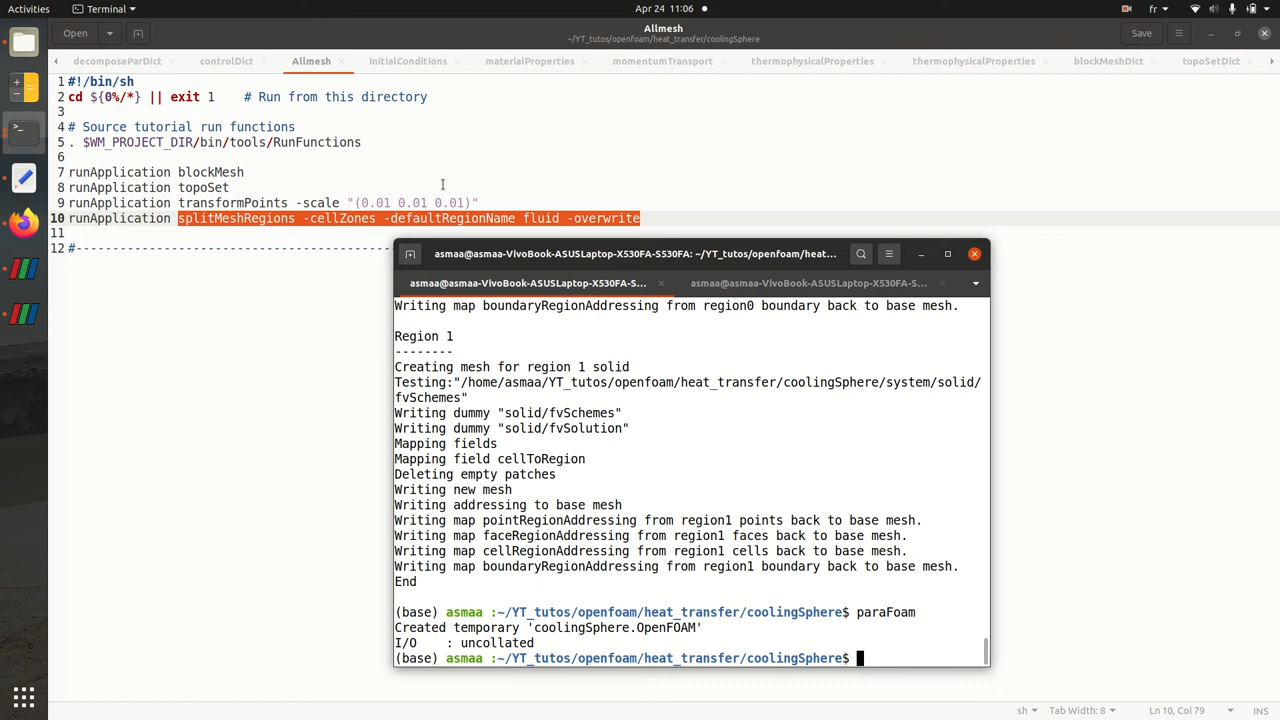 Activities
Terminal
Apr 24 11:06
fr
Open
Allmesh
~/YT_tutos/openfoam/heat_transfer/coolingSphere
Save
decomposeParDict
controlDict
Allmesh
initialConditions
materialProperties
momentumTransport
thermophysicalProperties
thermophysicalProperties
blockMeshDict
topoSetDict
1 #!/bin/sh
2 cd ${0%/*} || exit 1    # Run from this directory
3
4 # Source tutorial run functions
5 . $WM_PROJECT_DIR/bin/tools/RunFunctions
6
7 runApplication blockMesh
8 runApplication topoSet
9 runApplication transformPoints -scale "(0.01 0.01 0.01)"
10 runApplication splitMeshRegions -cellZones -defaultRegionName fluid -overwrite
11
12 #-------------------------------------------
asmaa@asmaa-VivoBook-ASUSLaptop-X530FA-S530FA: ~/YT_tutos/openfoam/heat...
asmaa@asmaa-VivoBook-ASUSLaptop-X530FA-S...
asmaa@asmaa-VivoBook-ASUSLaptop-X530FA-S...
Writing map boundaryRegionAddressing from region0 boundary back to base mesh.
Region 1
--------
Creating mesh for region 1 solid
Testing:"/home/asmaa/YT_tutos/openfoam/heat_transfer/coolingSphere/system/solid/
fvSchemes"
Writing dummy "solid/fvSchemes"
Writing dummy "solid/fvSolution"
Mapping fields
Mapping field cellToRegion
Deleting empty patches
Writing new mesh
Writing addressing to base mesh
Writing map pointRegionAddressing from region1 points back to base mesh.
Writing map faceRegionAddressing from region1 faces back to base mesh.
Writing map cellRegionAddressing from region1 cells back to base mesh.
Writing map boundaryRegionAddressing from region1 boundary back to base mesh.
End
(base) asmaa :~/YT_tutos/openfoam/heat_transfer/coolingSphere$ paraFoam
Created temporary 'coolingSphere.OpenFOAM'
I/O    : uncollated
(base) asmaa :~/YT_tutos/openfoam/heat_transfer/coolingSphere$
sh
Tab Width: 8
Ln 10, Col 79
INS